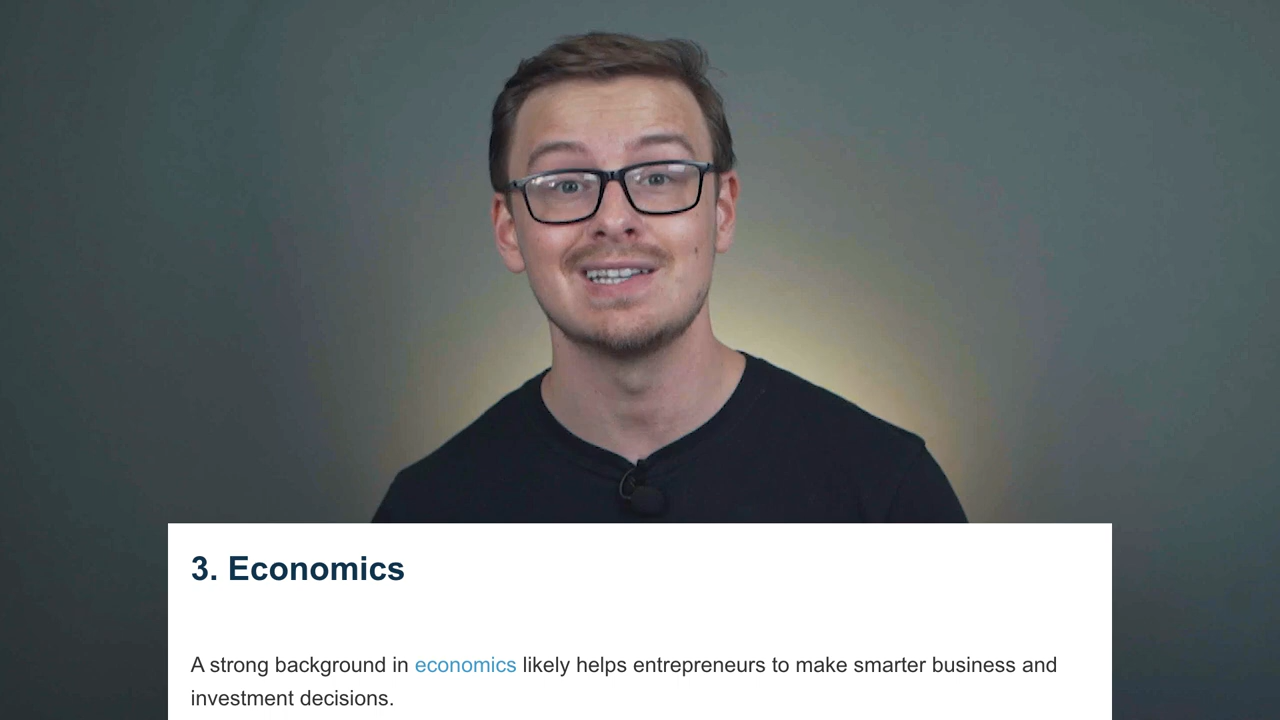 3. Economics
A strong background in economics likely helps entrepreneurs to make smarter business and
investment decisions.